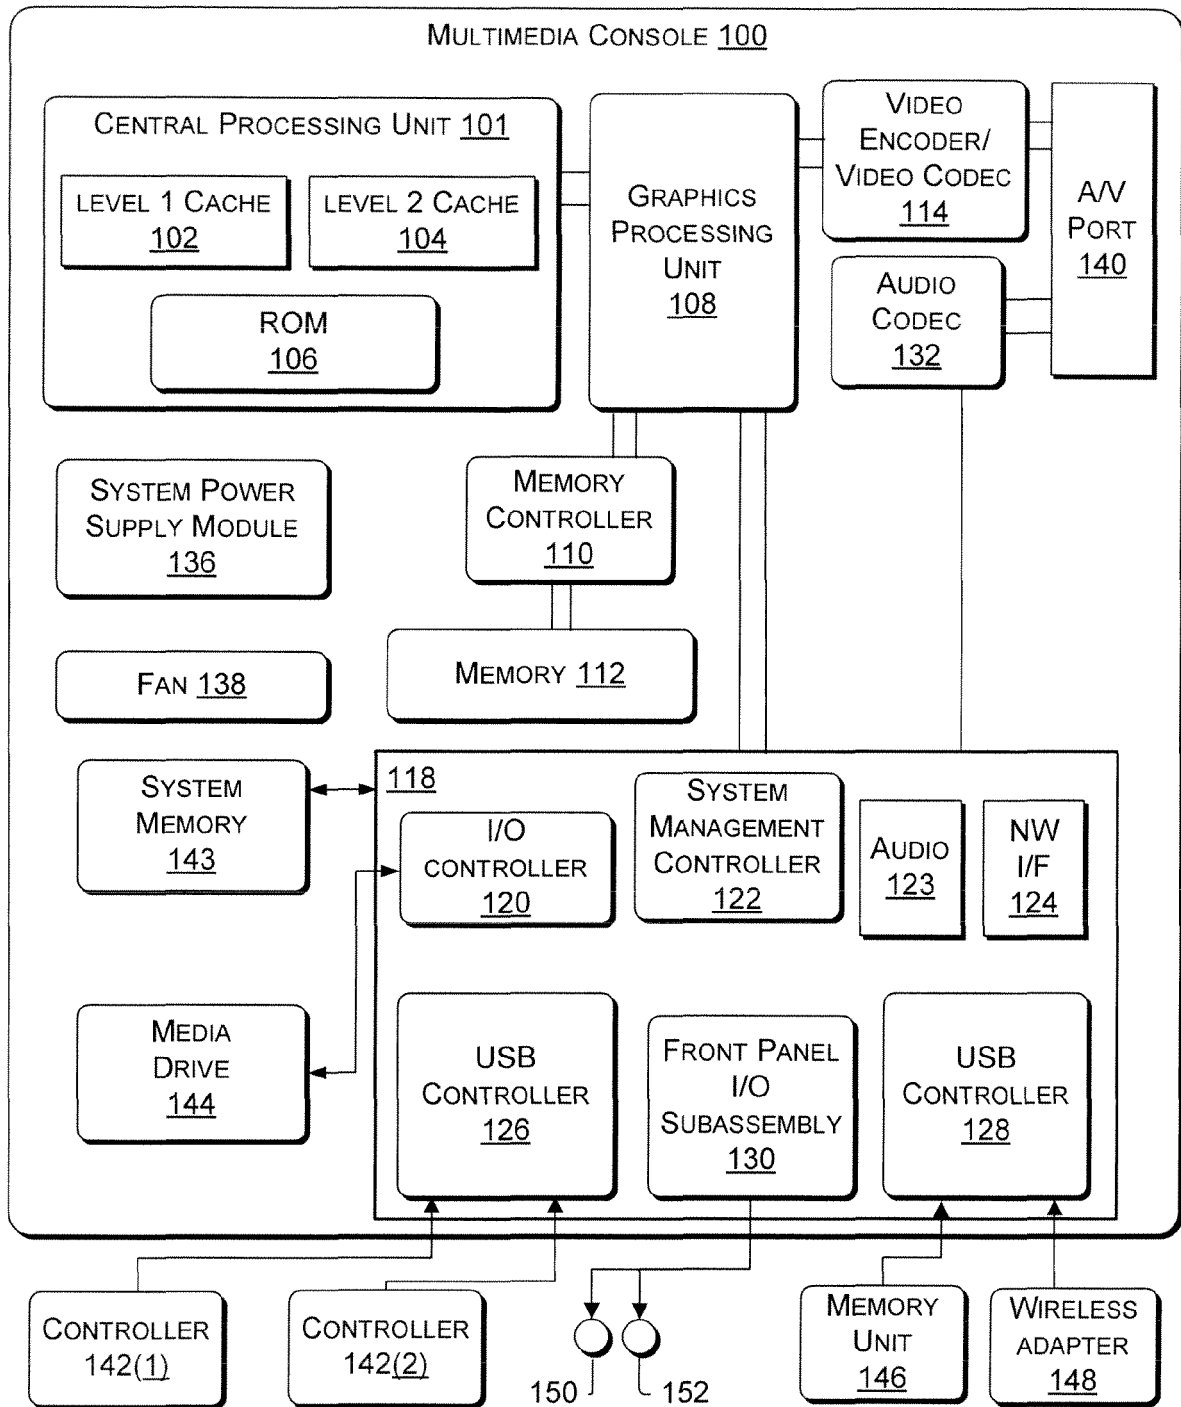 MULTIMEDIA CONSOLE 100
CENTRAL PROCESSING UNIT 101
LEVEL 1 CACHE
102
LEVEL 2 CACHE
104
ROM
106
GRAPHICS
PROCESSING
UNIT
108
VIDEO
ENCODER/
VIDEO CODEC
114
A/V
PORT
140
AUDIO
CODEC
132
SYSTEM POWER
SUPPLY MODULE
136
MEMORY
CONTROLLER
110
FAN 138
MEMORY 112
SYSTEM
MEMORY
143
118
I/O
CONTROLLER
120
SYSTEM
MANAGEMENT
CONTROLLER
122
AUDIO
123
NW
I/F
124
MEDIA
DRIVE
144
USB
CONTROLLER
126
FRONT PANEL
I/O
SUBASSEMBLY
130
USB
CONTROLLER
128
CONTROLLER
142(1)
CONTROLLER
142(2)
150
152
MEMORY
UNIT
146
WIRELESS
ADAPTER
148